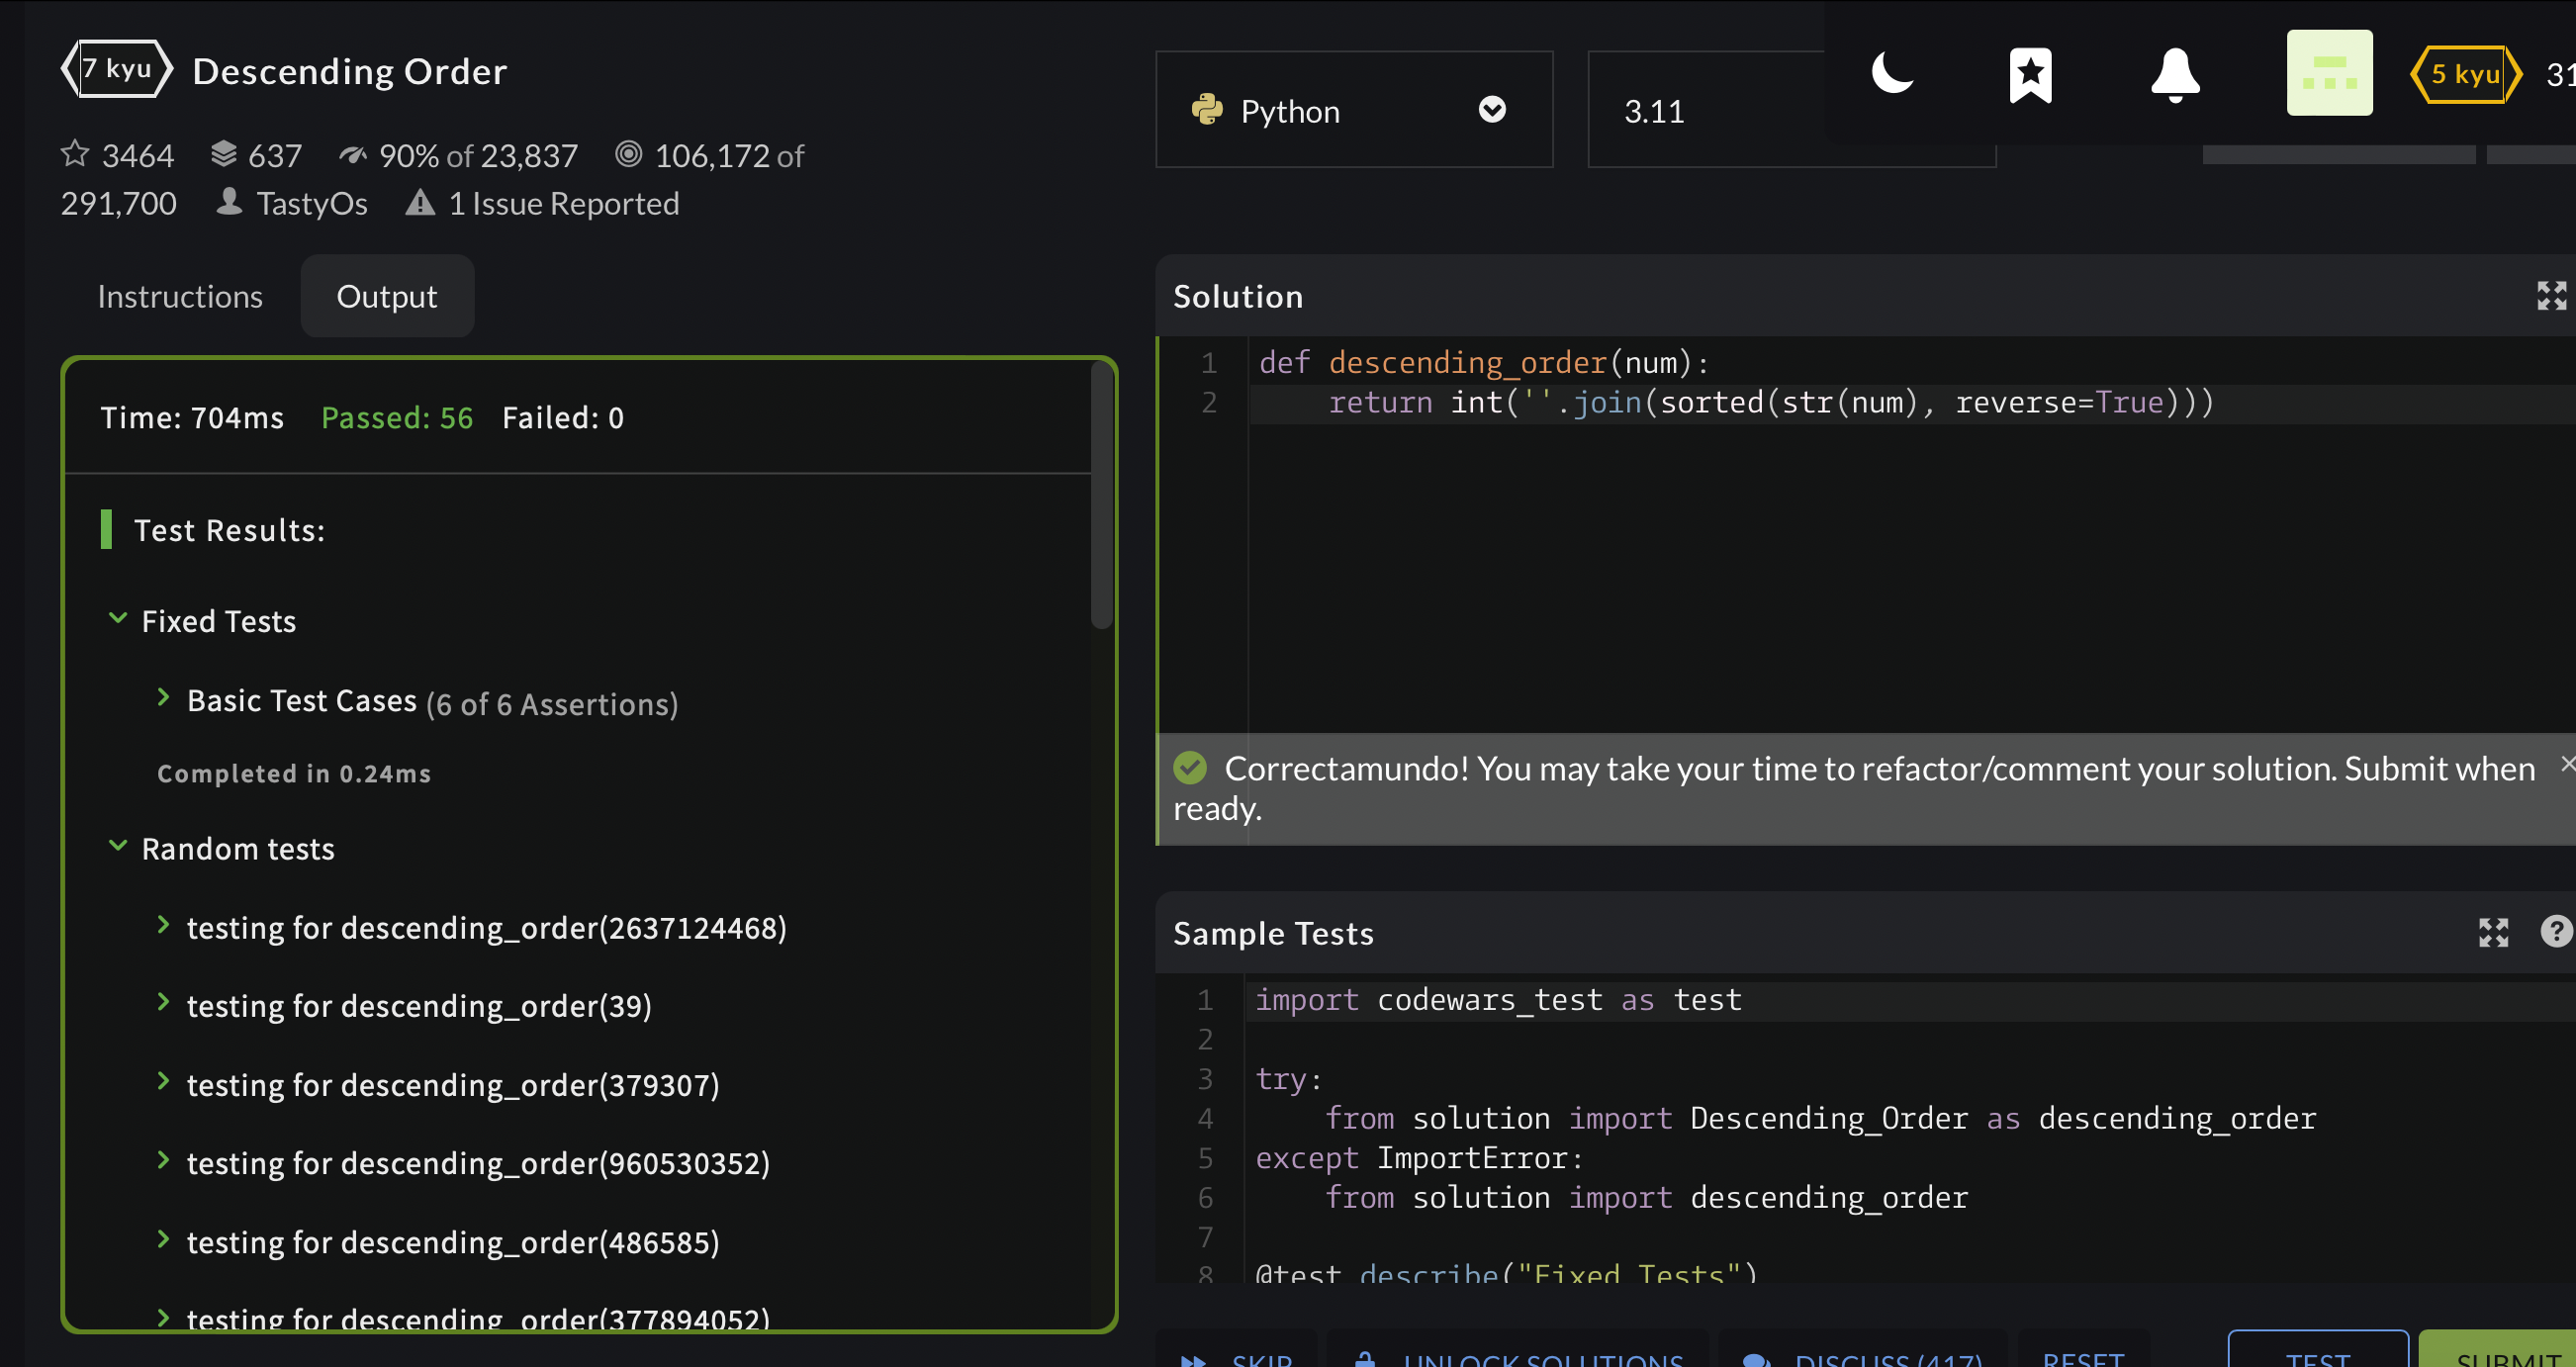 7 kyu Descending Order
3464 637 90% of 23,837 106,172 of
291,700 TastyOs 1 Issue Reported
Instructions Output
Time: 704ms Passed: 56 Failed: 0
Test Results:
Fixed Tests
Basic Test Cases (6 of 6 Assertions)
Completed in 0.24ms
Random tests
testing for descending_order(2637124468)
testing for descending_order(39)
testing for descending_order(379307)
testing for descending_order(960530352)
testing for descending_order(486585)
testing for descending_order(377894052)
Python 3.11
5 kyu 31
Solution
1 def descending_order(num):
2 return int(''.join(sorted(str(num), reverse=True)))
Correctamundo! You may take your time to refactor/comment your solution. Submit when
ready.
Sample Tests
1 import codewars_test as test
2
3 try:
4 from solution import Descending_Order as descending_order
5 except ImportError:
6 from solution import descending_order
7
8 @test.describe("Fixed Tests")
SKIP UNLOCK SOLUTIONS DISCUSS (417) RESET TEST SUBMIT